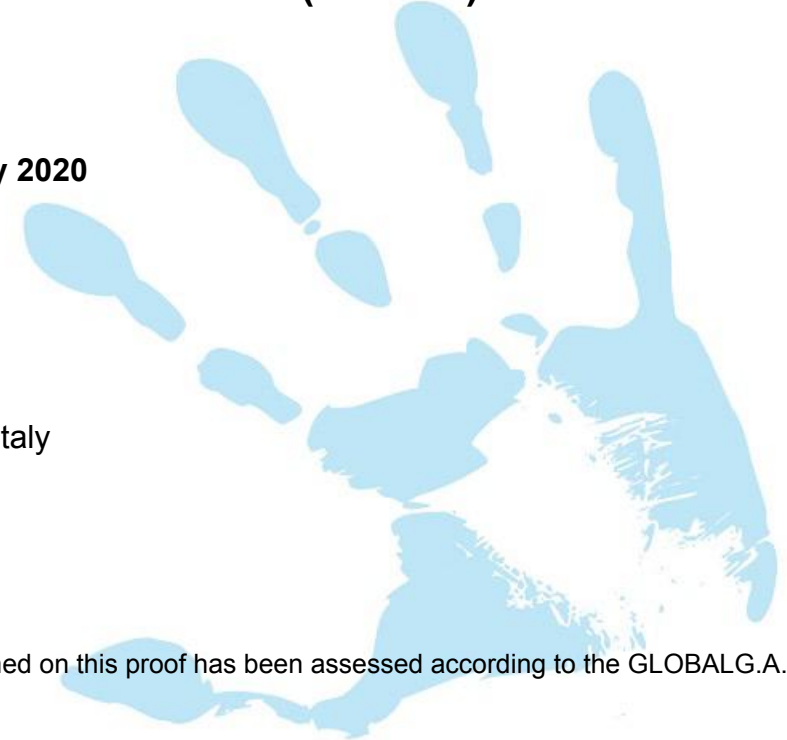 (
)
y 2020
taly
ned on this proof has been assessed according to the GLOBALG.A.